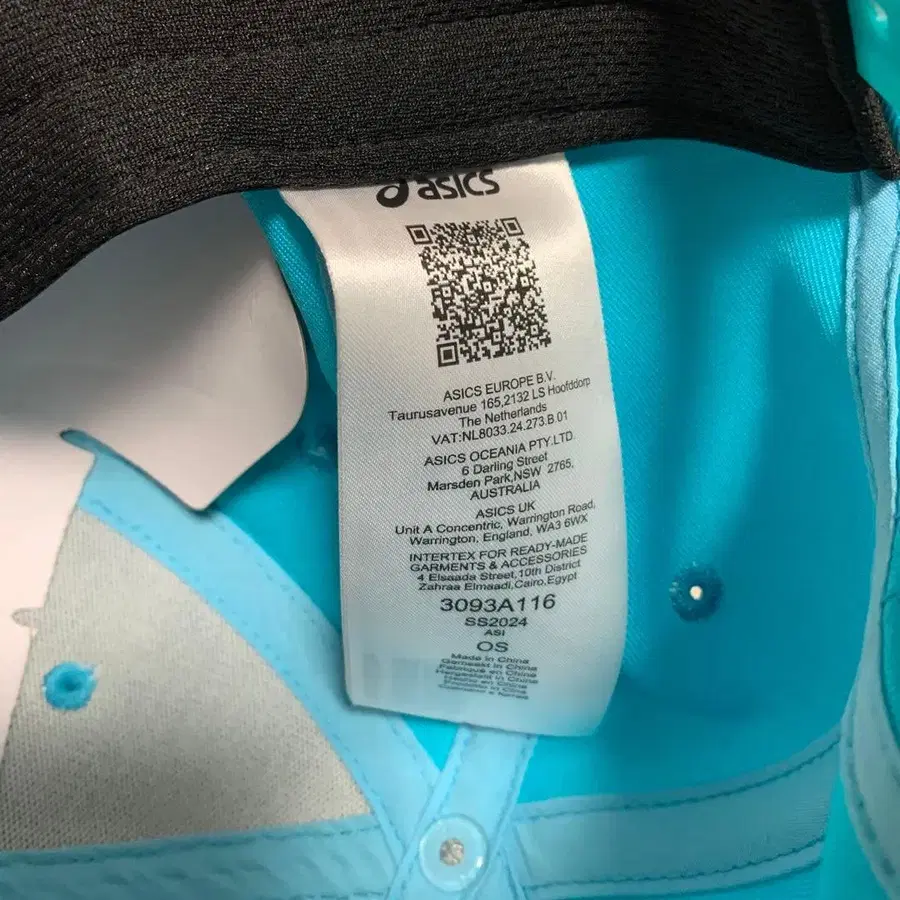 asics
ASICS EUROPE B.V.
Taurusavenue 165,2132 LS Hoofddorp
The Netherlands
VAT:NL8033.24.273.B.01
ASICS OCEANIA PTY.LTD.
6 Darling Street
Marsden Park,NSW 2765,
AUSTRALIA
ASICS UK
Unit A Concentric, Warrington Road,
Warrington, England, WA3 6WX
INTERTEX FOR READY-MADE
GARMENTS & ACCESSORIES
4 Elsaada Street,10th District
Zahraa Elmaadi,Cairo,Egypt
3093A116
SS2024
ASI
OS
Made in China
Gemaakt in China
Fabriqué en Chine
Hergestellt in China
Hecho en China